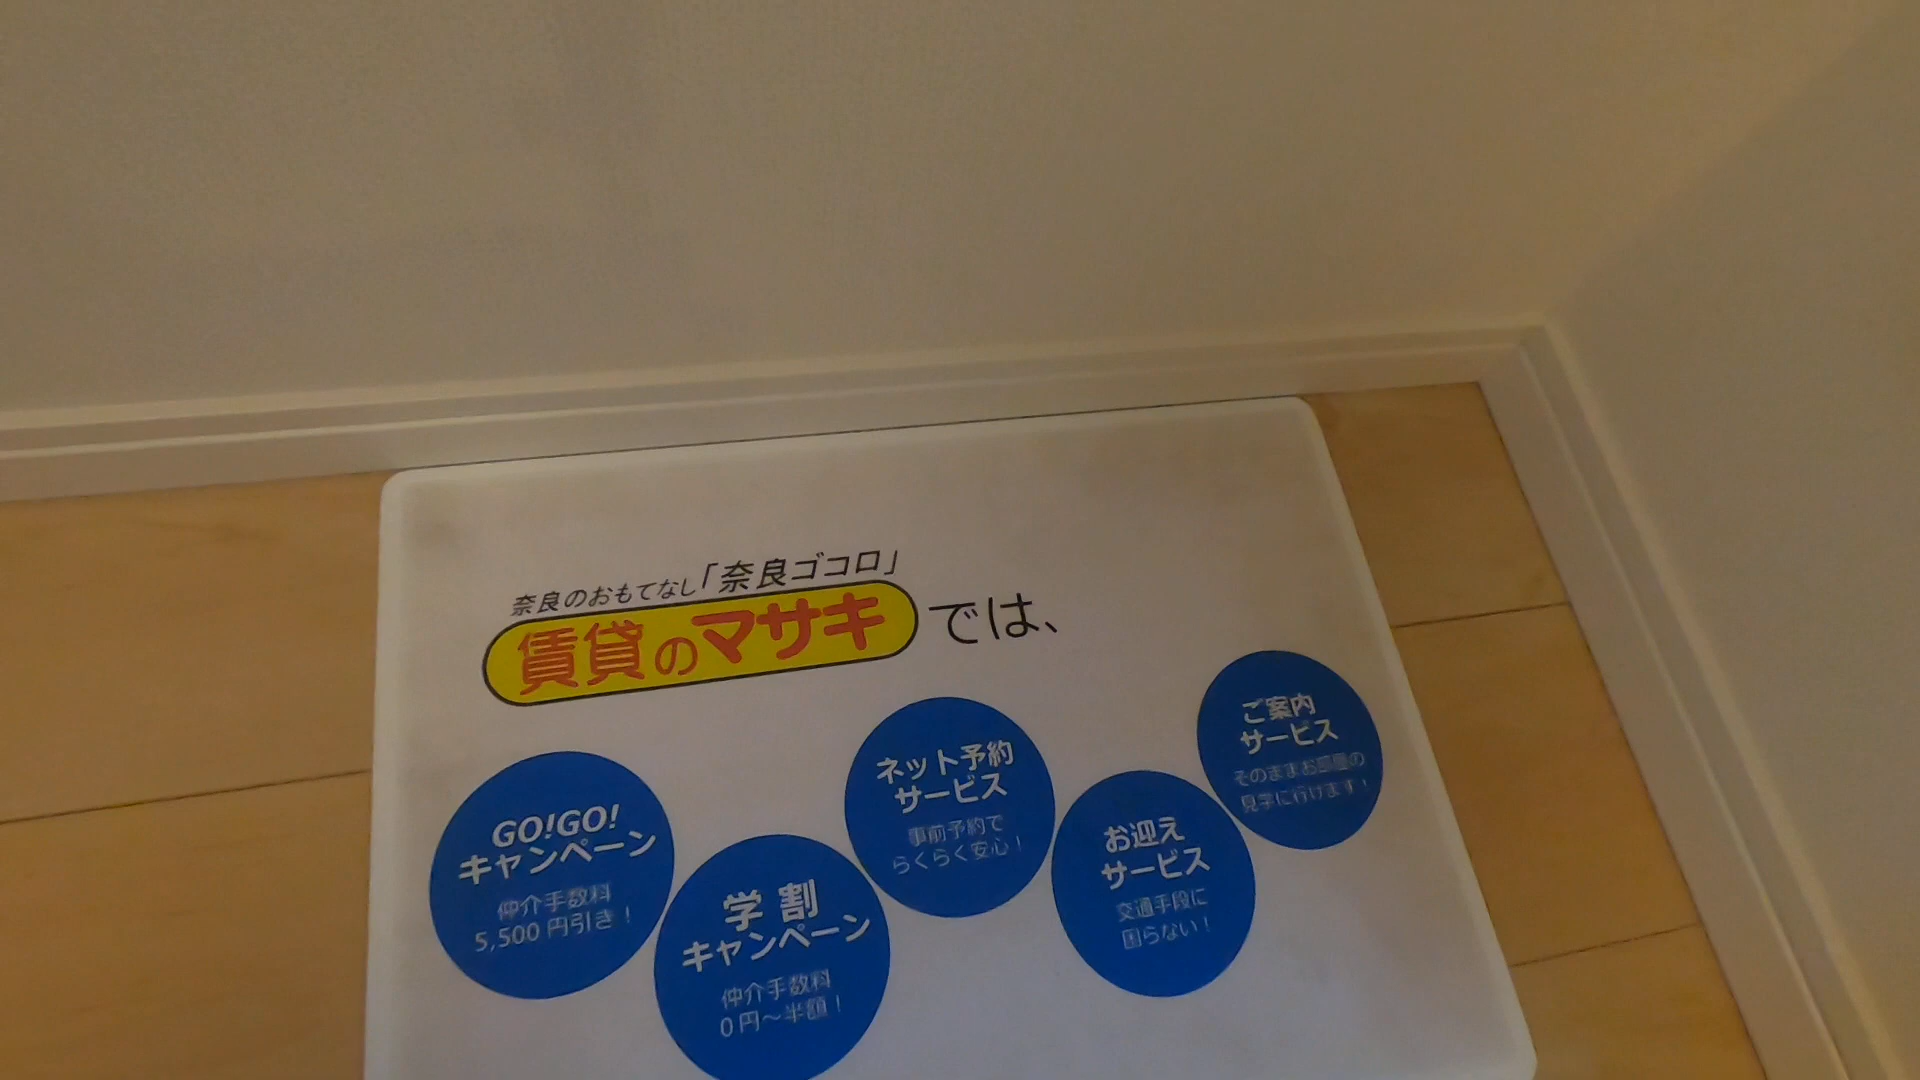 奈良のおもてなし「奈良ゴコロ」
賃貸のマサキでは、
GO!GO!
キャンペーン
仲介手数料
5,500円引き！
学割
キャンペーン
仲介手数料
0円～半額！
ネット予約
サービス
事前予約で
らくらく安心！
お迎え
サービス
交通手段に
困らない！
ご案内
サービス
そのままお部屋の
見学に行けます！